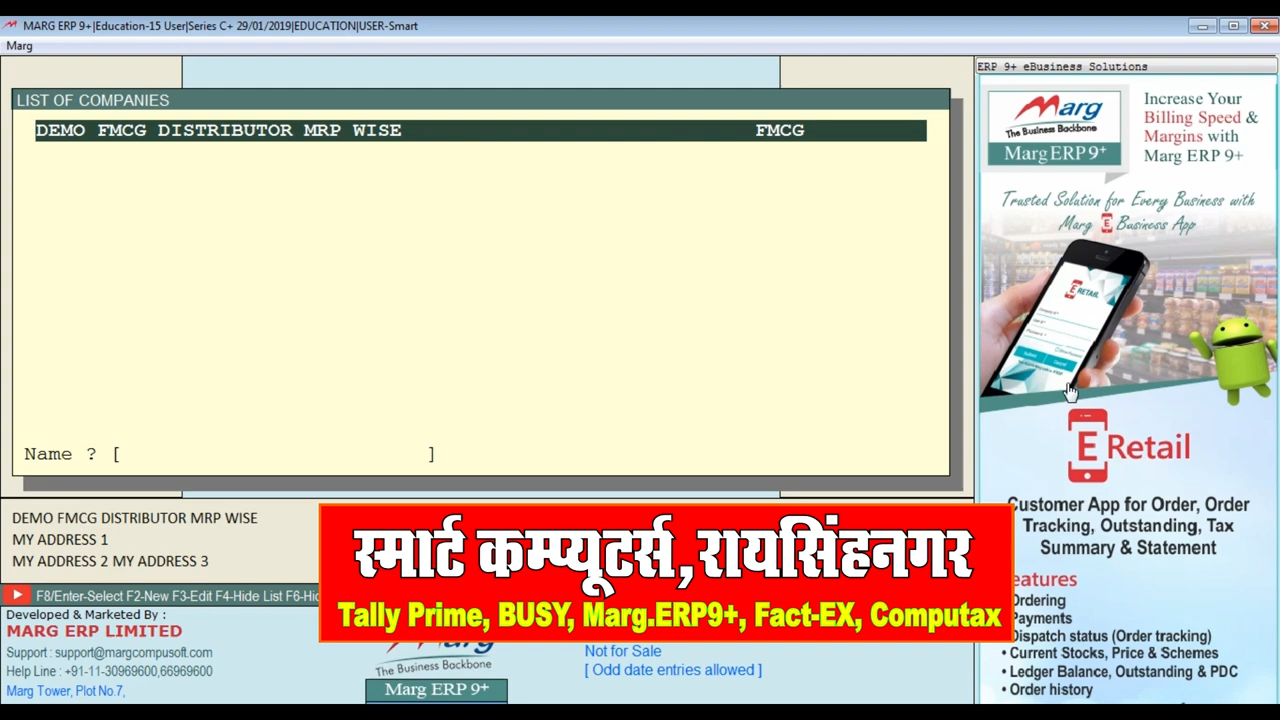 MARG ERP 9+|Education-15 User|Series C+ 29/01/2019|EDUCATION|USER-Smart
Marg
LIST OF COMPANIES
DEMO FMCG DISTRIBUTOR MRP WISE FMCG
Name ? [ ]
DEMO FMCG DISTRIBUTOR MRP WISE
MY ADDRESS 1
MY ADDRESS 2 MY ADDRESS 3
F8/Enter-Select F2-New F3-Edit F4-Hide List
Developed & Marketed By :
MARG ERP LIMITED
Support : support@margcompusoft.com
Help Line : +91-11-30969600,66969600
Marg Tower, Plot No.7,
स्मार्ट कम्प्यूटर्स,रायसिंहनगर
Tally Prime, BUSY, Marg.ERP9+, Fact-EX, Computax
The Business Backbone
Marg ERP 9+
Not for Sale
[ Odd date entries allowed ]
ERP 9+ eBusiness Solutions
Marg
The Business Backbone
Marg ERP 9+
Increase Your
Billing Speed &
Margins with
Marg ERP 9+
Trusted Solution for Every Business with
Marg E Business App
E RETAIL
E Retail
Customer App for Order, Order
Tracking, Outstanding, Tax
Summary & Statement
eatures
Ordering
Payments
Dispatch status (Order tracking)
• Current Stocks, Price & Schemes
• Ledger Balance, Outstanding & PDC
• Order history